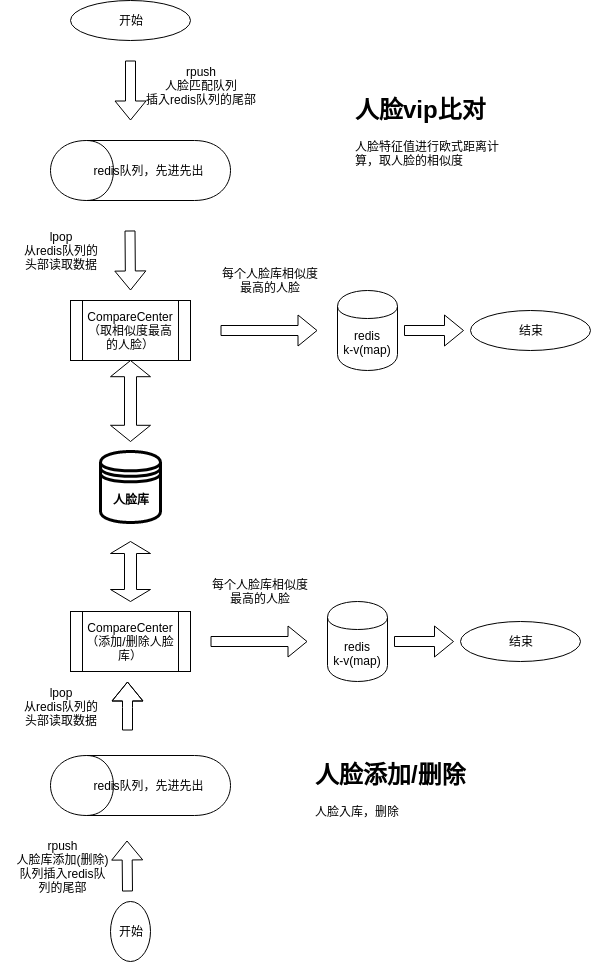 开始
rpush
人脸匹配队列
插入redis队列的尾部
人脸vip比对
人脸特征值进行欧式距离计
算，取人脸的相似度
redis队列，先进先出
lpop
从redis队列的
头部读取数据
每个人脸库相似度
最高的人脸
CompareCenter
（取相似度最高
的人脸）
redis
k-v(map)
结束
人脸库
每个人脸库相似度
最高的人脸
CompareCenter
（添加/删除人脸
库）
redis
k-v(map)
结束
lpop
从redis队列的
头部读取数据
redis队列，先进先出
人脸添加/删除
人脸入库，删除
rpush
人脸库添加(删除)
队列插入redis队
列的尾部
开始